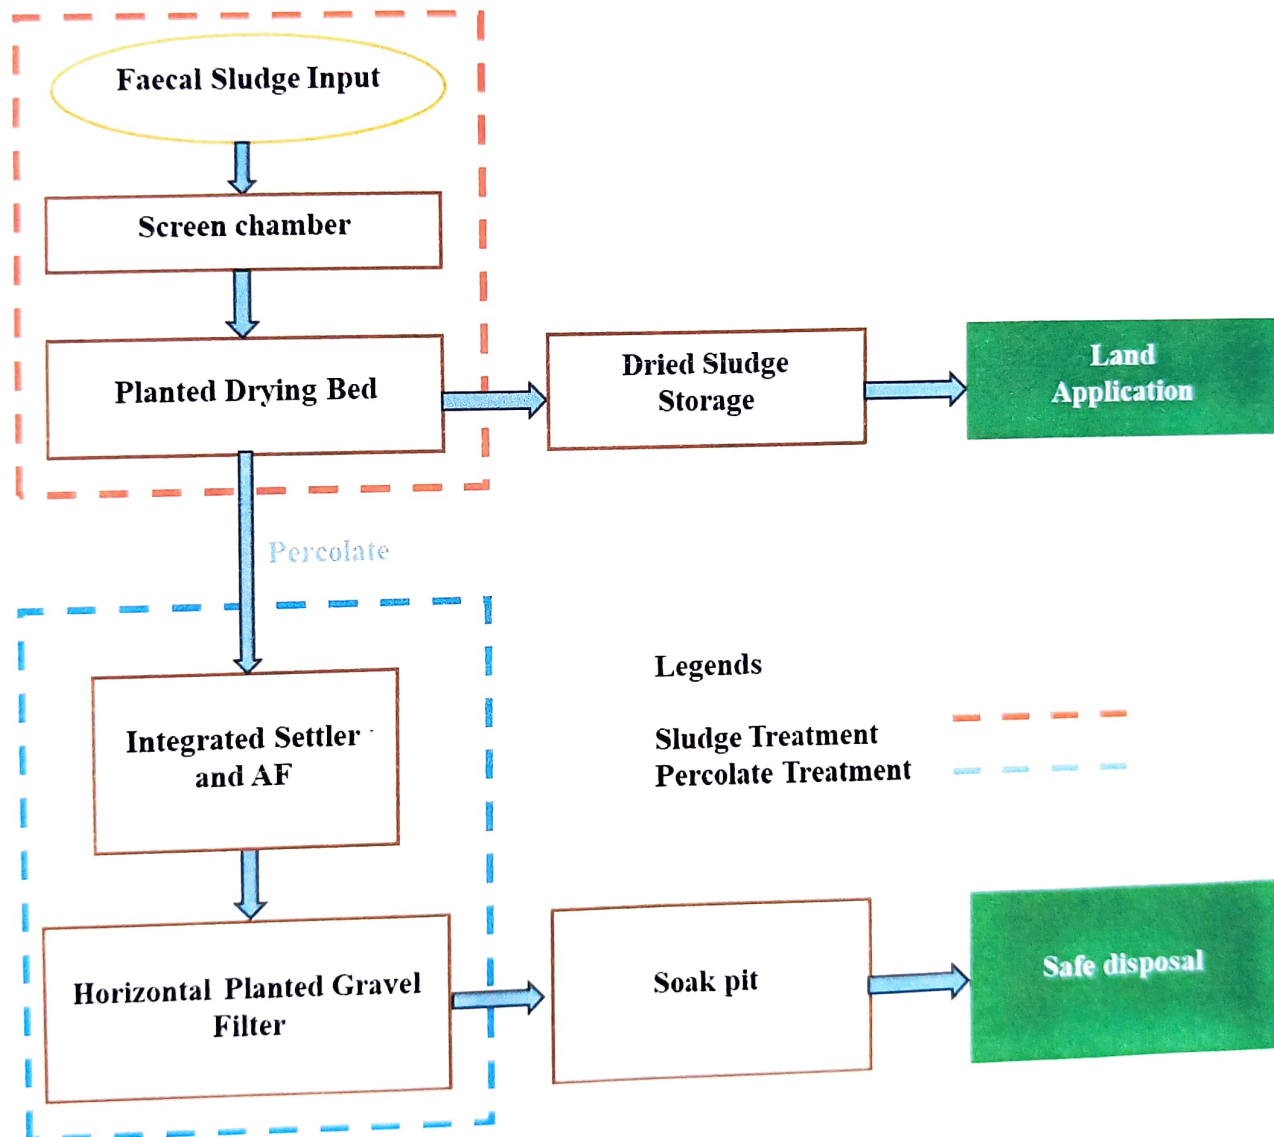 Faecal Sludge Input
Screen chamber
Planted Drying Bed
Dried Sludge
Storage
Land
Application
Percolate
Integrated Settler
and AF
Legends
Sludge Treatment
Percolate Treatment
Horizontal Planted Gravel
Filter
Soak pit
Safe disposal